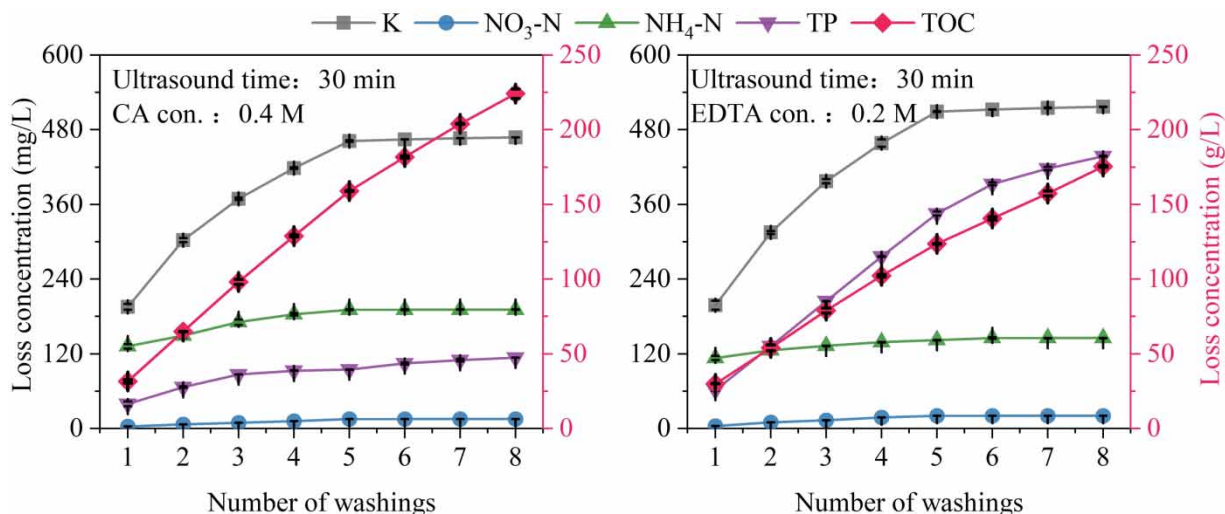 K NO₃-N NH₄-N TP TOC
600
480
360
240
120
0
250
200
150
100
50
0
Loss concentration (mg/L)
Ultrasound time：30 min
CA con.：0.4 M
1 2 3 4 5 6 7 8
Number of washings
600
480
360
240
120
0
250
200
150
100
50
0
Ultrasound time：30 min
EDTA con.：0.2 M
Loss concentration (g/L)
1 2 3 4 5 6 7 8
Number of washings